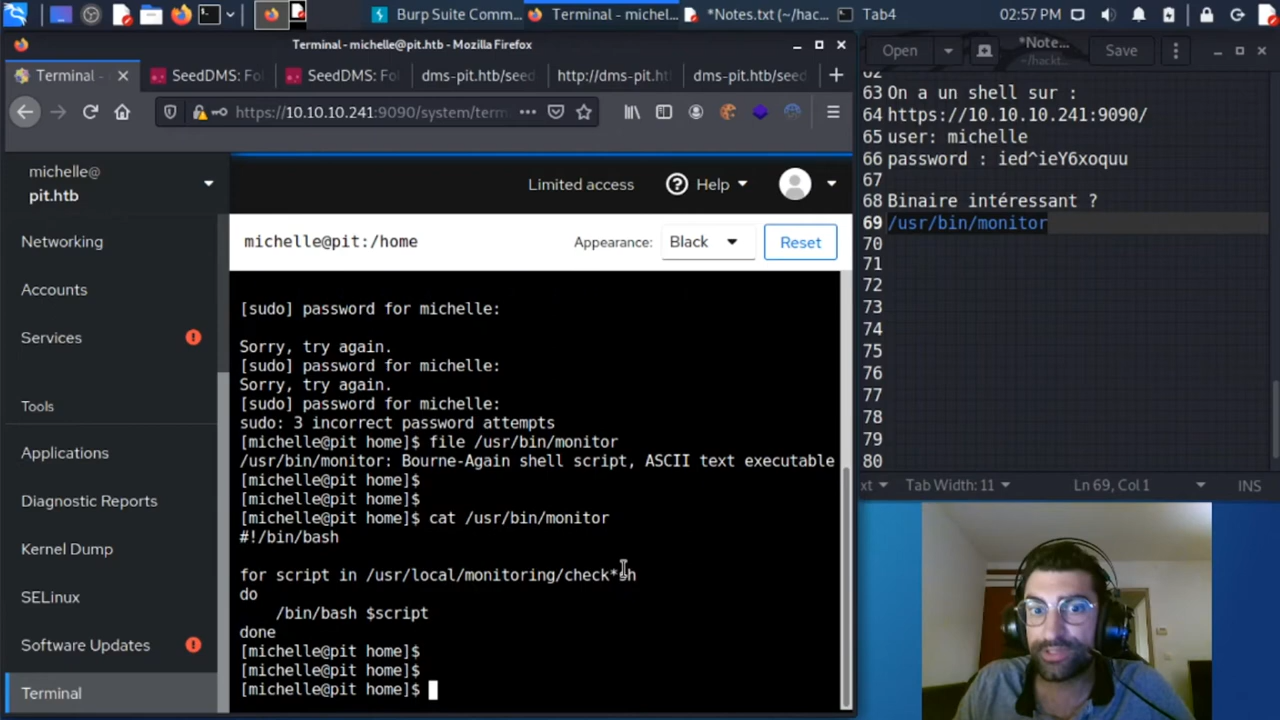 Burp Suite Comm…
Terminal - michel…
*Notes.txt (~/hac…
Tab4
02:57 PM
Terminal - michelle@pit.htb - Mozilla Firefox
Terminal -
SeedDMS: Fo
SeedDMS: Fo
dms-pit.htb/seed
http://dms-pit.ht
dms-pit.htb/seed
https://10.10.10.241:9090/system/term
michelle@
pit.htb
Limited access
Help
Networking
Accounts
Services
Tools
Applications
Diagnostic Reports
Kernel Dump
SELinux
Software Updates
Terminal
michelle@pit:/home
Appearance:
Black
Reset
[sudo] password for michelle:
Sorry, try again.
[sudo] password for michelle:
Sorry, try again.
[sudo] password for michelle:
sudo: 3 incorrect password attempts
[michelle@pit home]$ file /usr/bin/monitor
/usr/bin/monitor: Bourne-Again shell script, ASCII text executable
[michelle@pit home]$
[michelle@pit home]$
[michelle@pit home]$ cat /usr/bin/monitor
#!/bin/bash
for script in /usr/local/monitoring/check*sh
do
/bin/bash $script
done
[michelle@pit home]$
[michelle@pit home]$
[michelle@pit home]$
Open
*Note…
~/hackt…
Save
62
63 On a un shell sur :
64 https://10.10.10.241:9090/
65 user: michelle
66 password : ied^ieY6xoquu
67
68 Binaire intéressant ?
69 /usr/bin/monitor
70
71
72
73
74
75
76
77
78
79
80
xt
Tab Width: 11
Ln 69, Col 1
INS